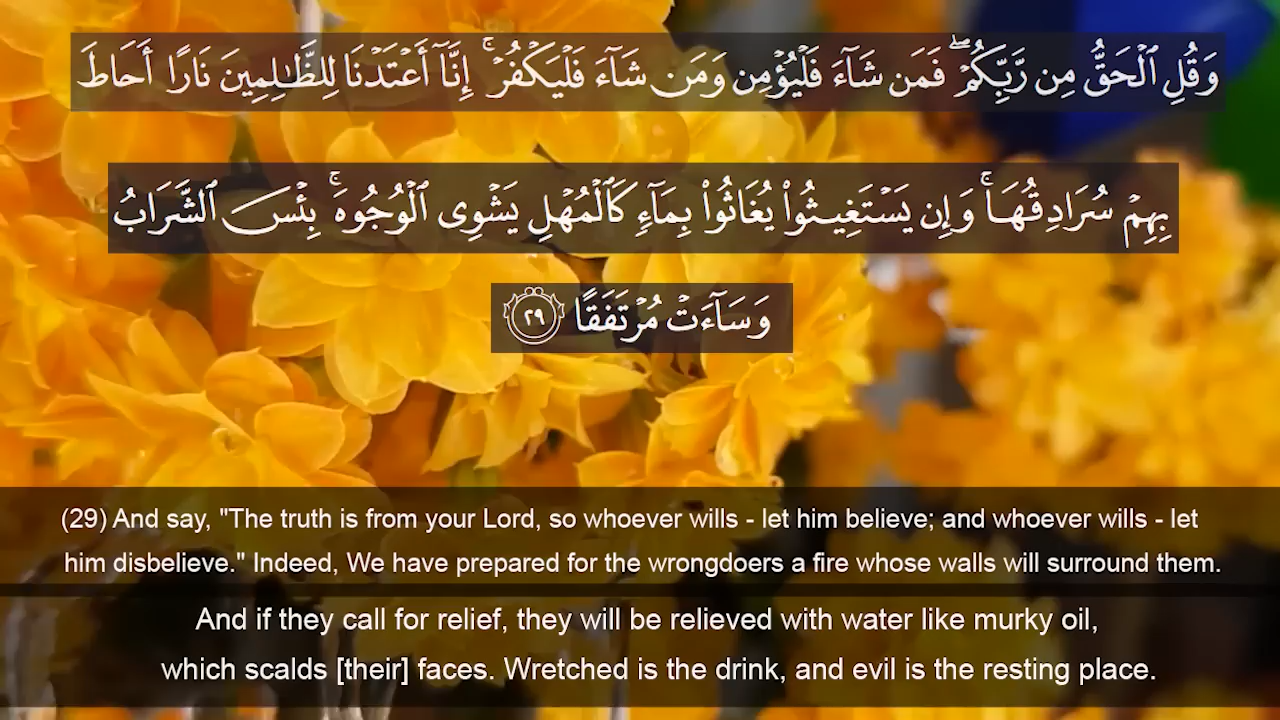 وَقُلِ ٱلْحَقُّ مِن رَّبِّكُمْ ۖ فَمَن شَآءَ فَلْيُؤْمِن وَمَن شَآءَ فَلْيَكْفُرْ ۚ إِنَّآ أَعْتَدْنَا لِلظَّـٰلِمِينَ نَارًا أَحَاطَ
بِهِمْ سُرَادِقُهَا ۚ وَإِن يَسْتَغِيثُوا۟ يُغَاثُوا۟ بِمَآءٍ كَٱلْمُهْلِ يَشْوِى ٱلْوُجُوهَ ۚ بِئْسَ ٱلشَّرَابُ
وَسَآءَتْ مُرْتَفَقًا ٢٩
(29) And say, "The truth is from your Lord, so whoever wills - let him believe; and whoever wills - let
him disbelieve." Indeed, We have prepared for the wrongdoers a fire whose walls will surround them.
And if they call for relief, they will be relieved with water like murky oil,
which scalds [their] faces. Wretched is the drink, and evil is the resting place.